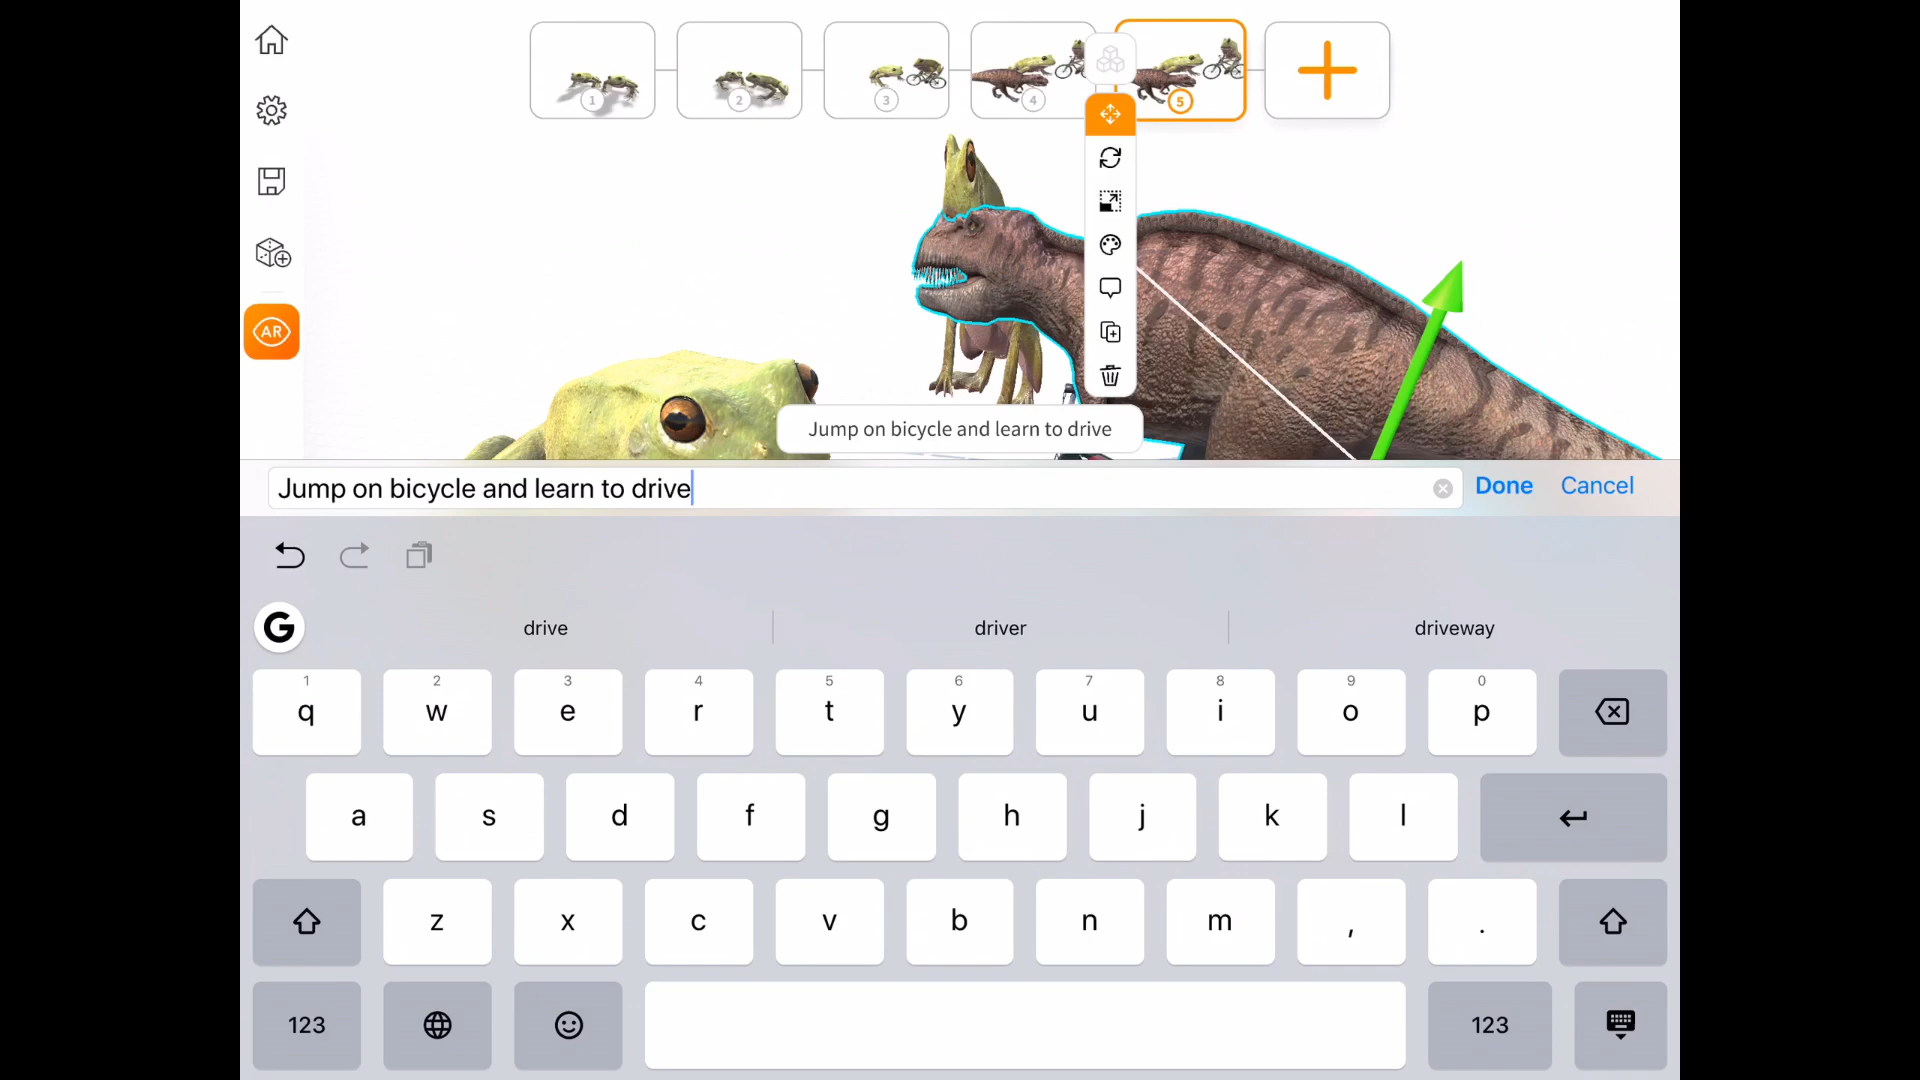 1
2
3
4
5
AR
Jump on bicycle and learn to drive
Jump on bicycle and learn to drive
Done
Cancel
G
drive
driver
driveway
1 2 3 4 5 6 7 8 9 0
q w e r t y u i o p
a s d f g h j k l
z x c v b n m , .
123
123